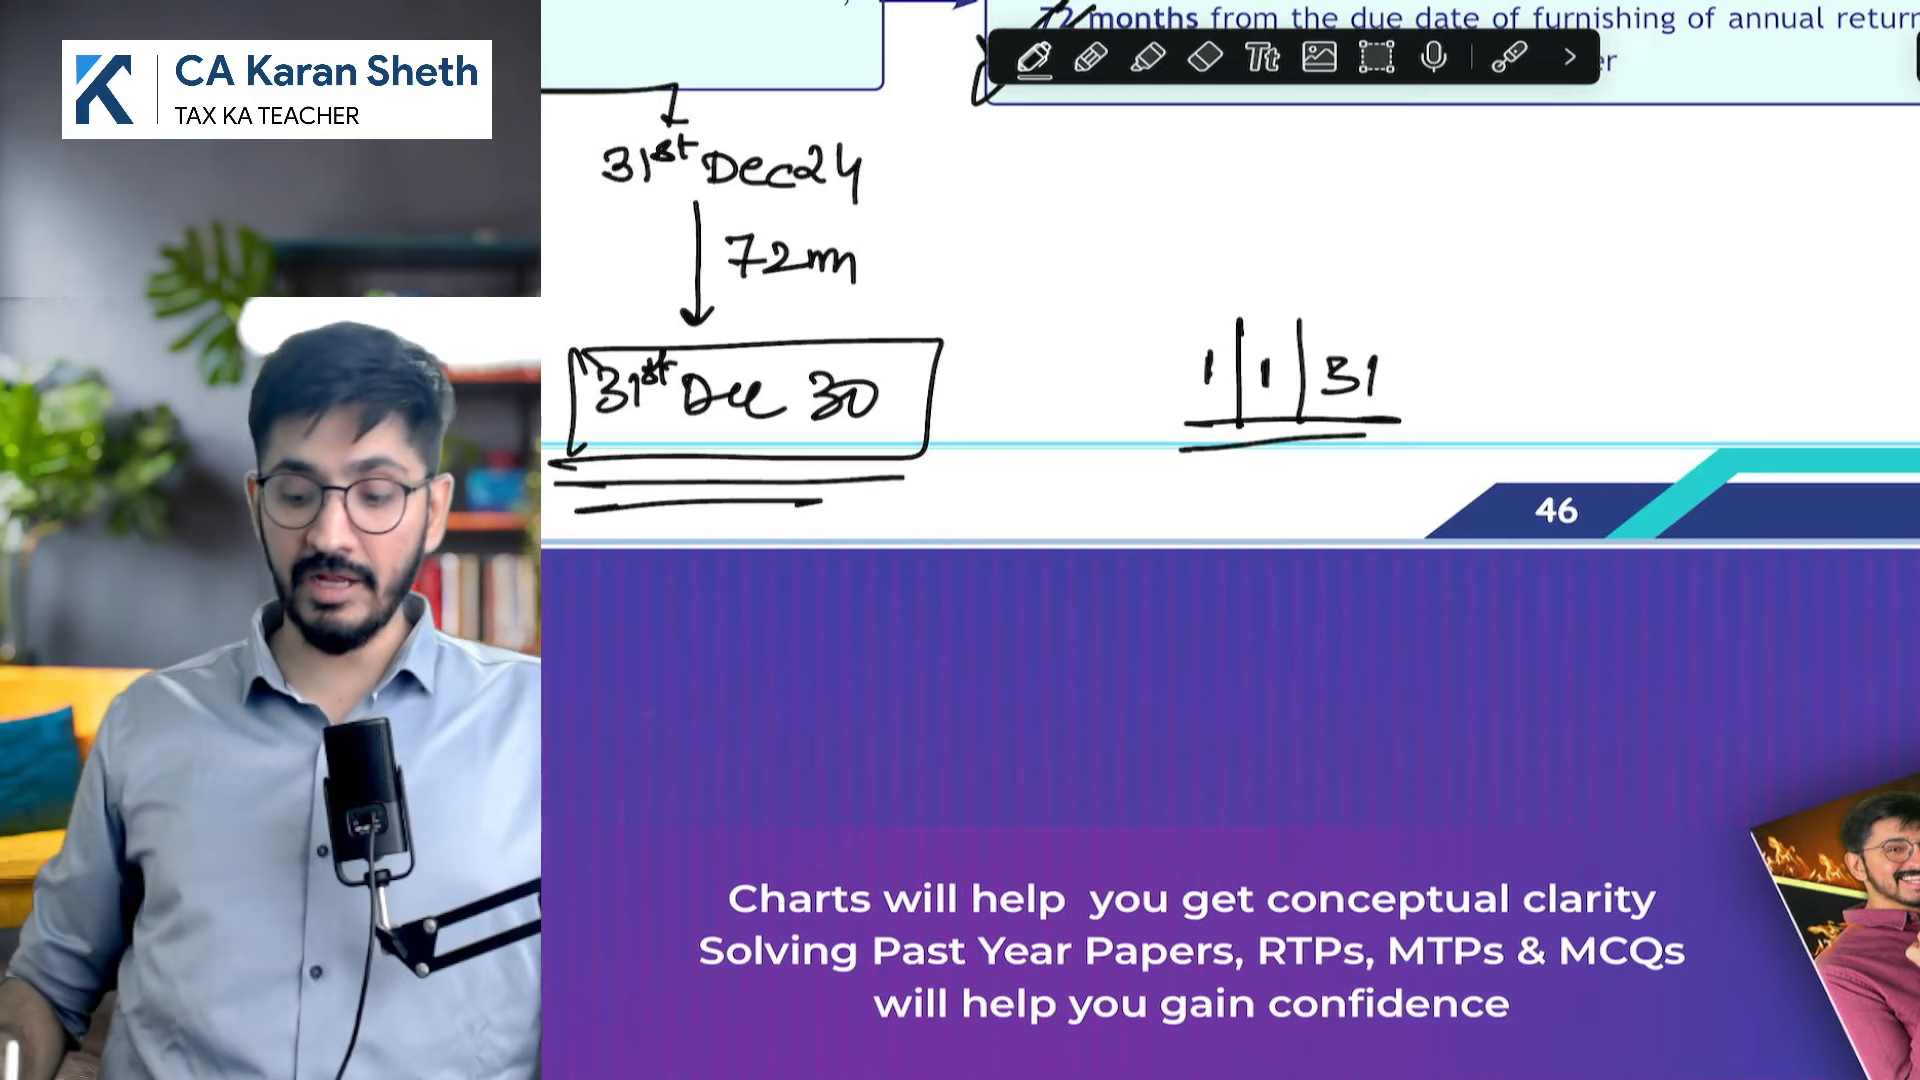 CA Karan Sheth
TAX KA TEACHER
72 months from the due date of furnishing of annual return
er
Tt
31st Dec 24
72m
31st Dec 30
1|1|31
46
Charts will help you get conceptual clarity
Solving Past Year Papers, RTPs, MTPs & MCQs
will help you gain confidence